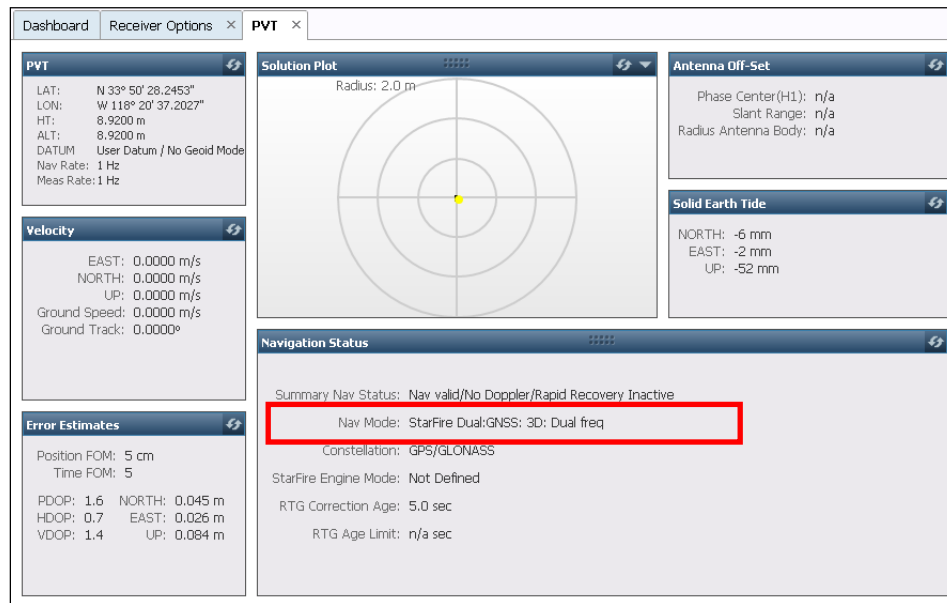 Dashboard
Receiver Options ×
PVT ×
PVT
LAT: N 33º 50' 28.2453"
LON: W 118º 20' 37.2027"
HT: 8.9200 m
ALT: 8.9200 m
DATUM User Datum / No Geoid Mode
Nav Rate: 1 Hz
Meas Rate: 1 Hz
Solution Plot
Radius: 2.0 m
Antenna Off-Set
Phase Center(H1): n/a
Slant Range: n/a
Radius Antenna Body: n/a
Velocity
EAST: 0.0000 m/s
NORTH: 0.0000 m/s
UP: 0.0000 m/s
Ground Speed: 0.0000 m/s
Ground Track: 0.0000º
Solid Earth Tide
NORTH: -6 mm
EAST: -2 mm
UP: -52 mm
Navigation Status
Summary Nav Status: Nav valid/No Doppler/Rapid Recovery Inactive
Nav Mode: StarFire Dual:GNSS: 3D: Dual freq
Constellation: GPS/GLONASS
StarFire Engine Mode: Not Defined
RTG Correction Age: 5.0 sec
RTG Age Limit: n/a sec
Error Estimates
Position FOM: 5 cm
Time FOM: 5
PDOP: 1.6 NORTH: 0.045 m
HDOP: 0.7 EAST: 0.026 m
VDOP: 1.4 UP: 0.084 m